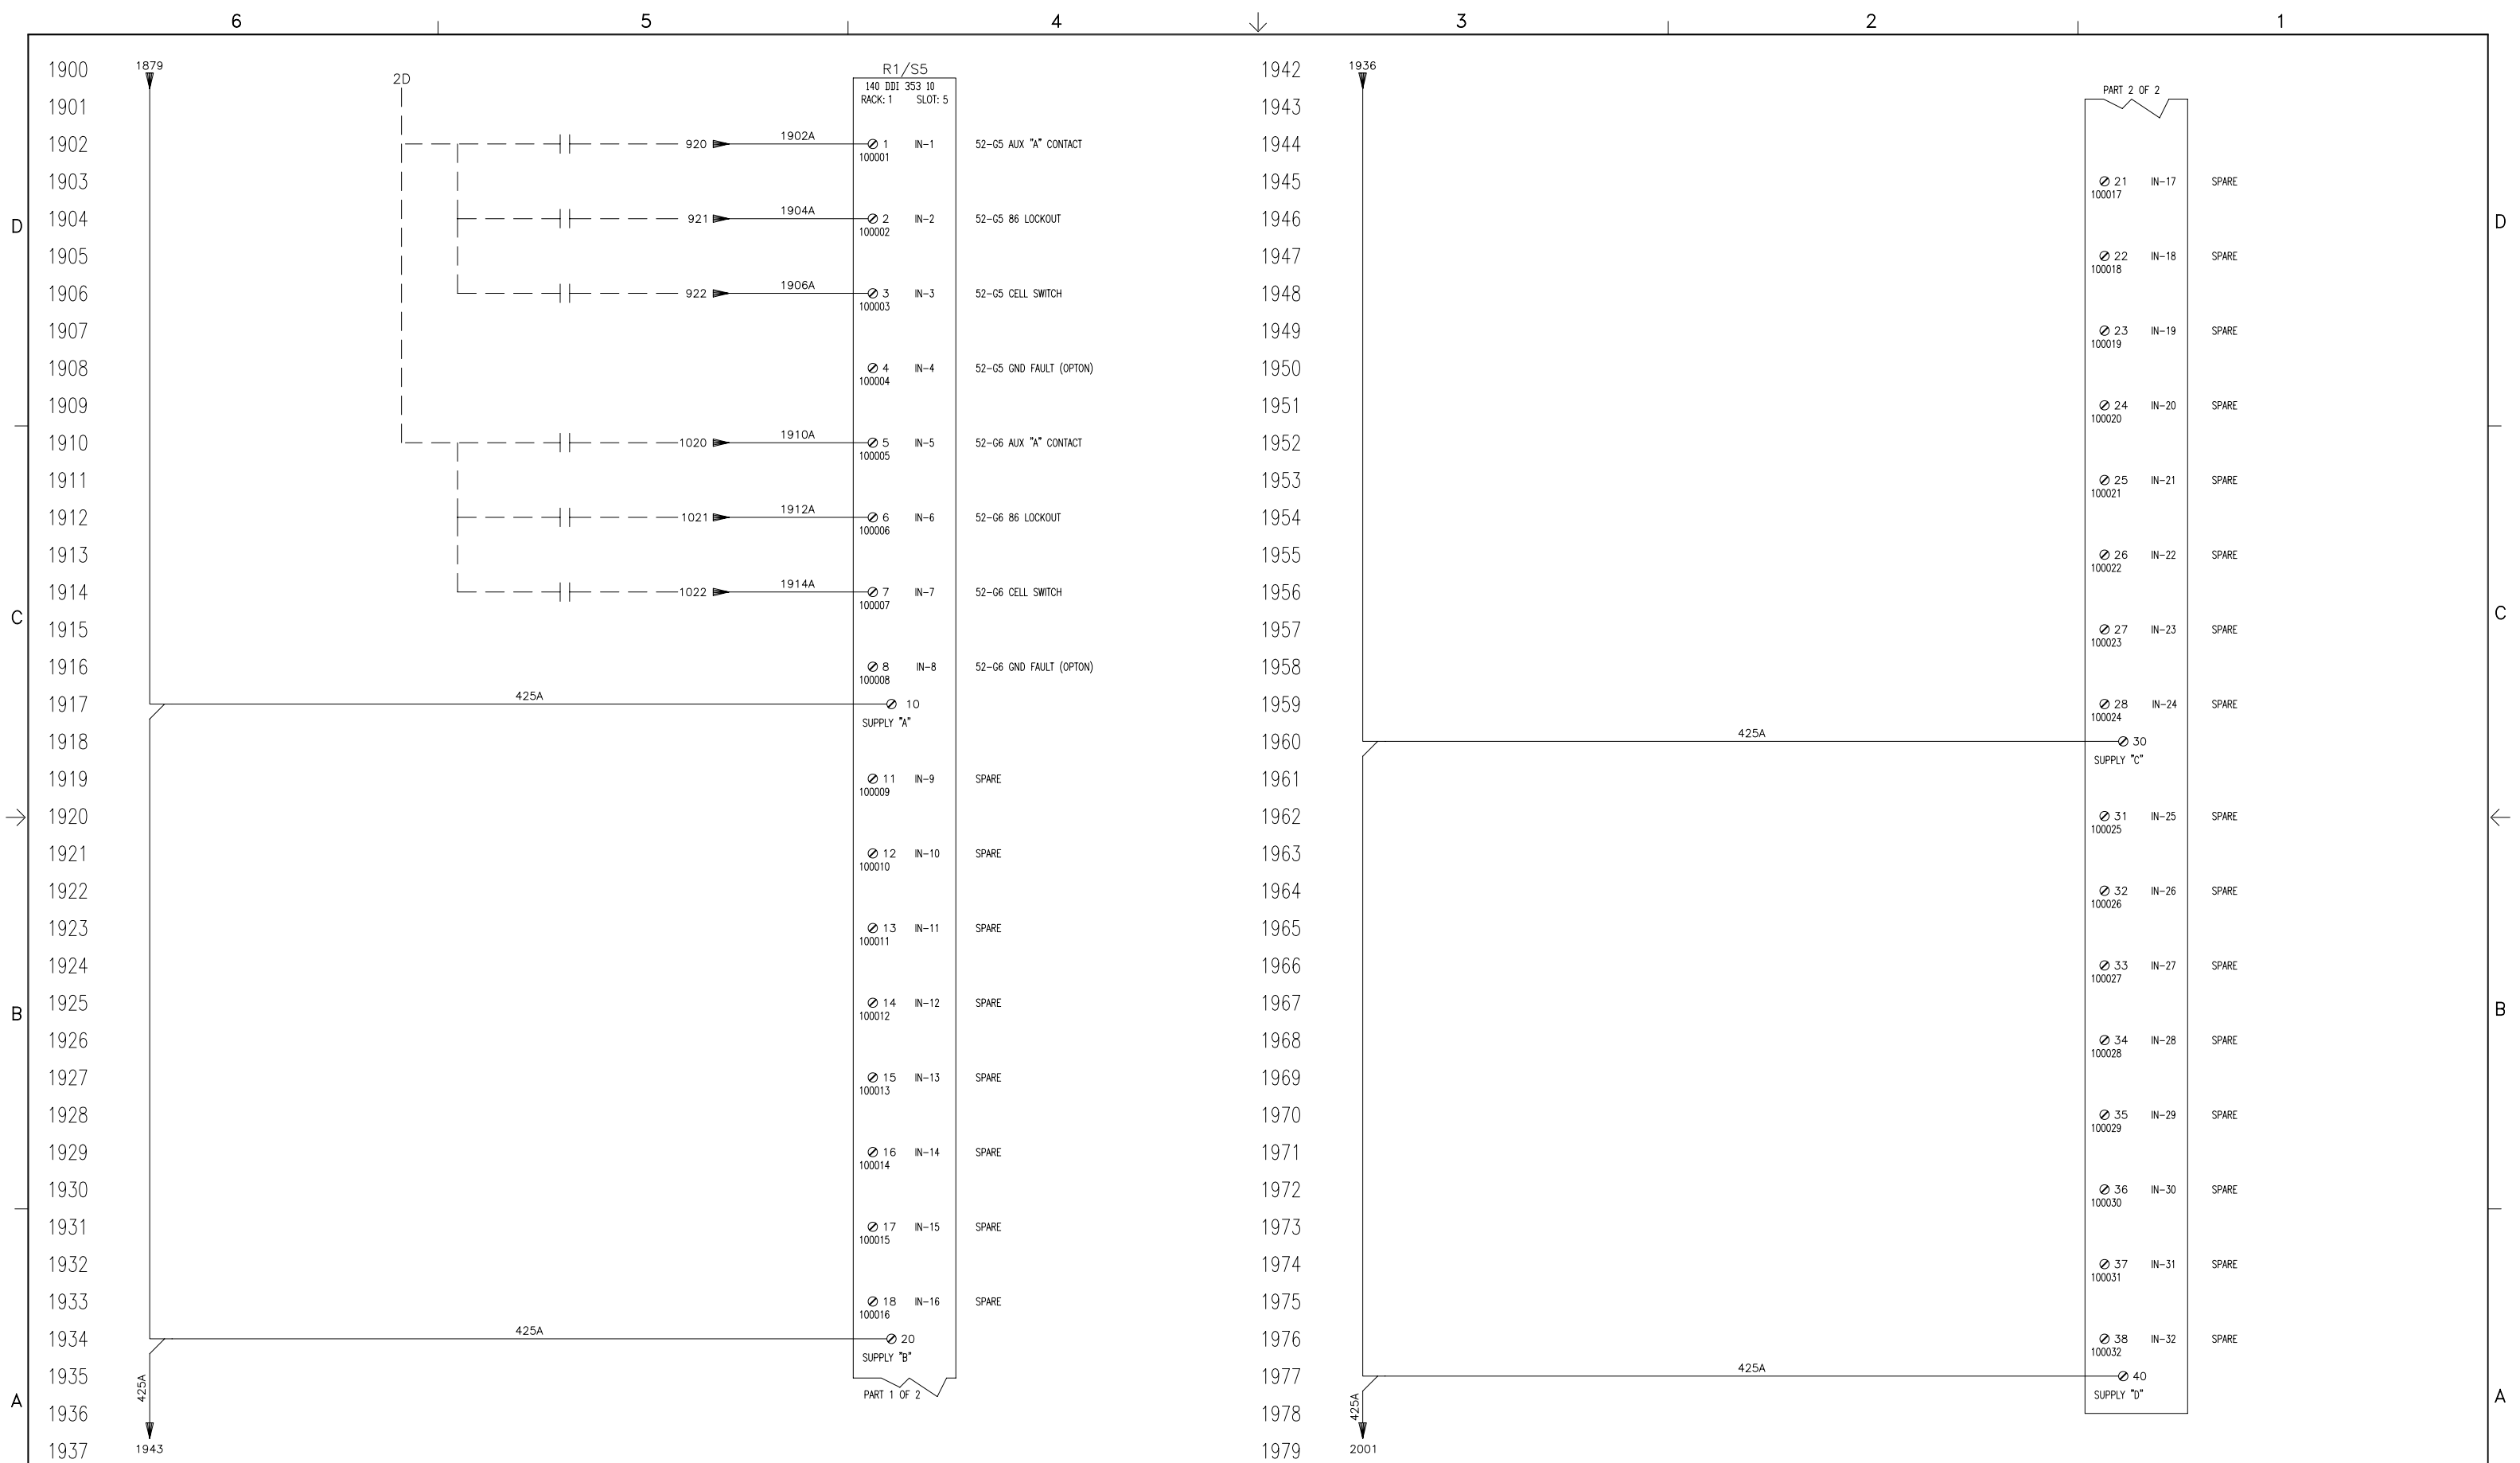 6 5 4 3 2 1
1900 1879 R1/S5 1942 1936
2D 140 DDI 353 10 PART 2 OF 2
1901 RACK: 1 SLOT: 5 1943
1902 920 1902A 1 IN-1 52-G5 AUX "A" CONTACT 1944
100001
1903 1945 21 IN-17 SPARE
100017
1904 921 1904A 2 IN-2 52-G5 86 LOCKOUT 1946
D 100002 D
1905 1947 22 IN-18 SPARE
100018
1906 922 1906A 3 IN-3 52-G5 CELL SWITCH 1948
100003
1907 1949 23 IN-19 SPARE
100019
1908 4 IN-4 52-G5 GND FAULT (OPTON) 1950
100004
1909 1951 24 IN-20 SPARE
100020
1910 1020 1910A 5 IN-5 52-G6 AUX "A" CONTACT 1952
100005
1911 1953 25 IN-21 SPARE
100021
1912 1021 1912A 6 IN-6 52-G6 86 LOCKOUT 1954
100006
1913 1955 26 IN-22 SPARE
100022
1914 1022 1914A 7 IN-7 52-G6 CELL SWITCH 1956
100007
C C
1915 1957 27 IN-23 SPARE
100023
1916 8 IN-8 52-G6 GND FAULT (OPTON) 1958
100008
1917 425A 10 1959 28 IN-24 SPARE
SUPPLY "A" 100024
1918 1960 425A 30
SUPPLY "C"
1919 11 IN-9 SPARE 1961
100009
1920 1962 31 IN-25 SPARE
100025
1921 12 IN-10 SPARE 1963
100010
1922 1964 32 IN-26 SPARE
100026
1923 13 IN-11 SPARE 1965
100011
1924 1966 33 IN-27 SPARE
100027
1925 14 IN-12 SPARE 1967
B 100012 B
1926 1968 34 IN-28 SPARE
100028
1927 15 IN-13 SPARE 1969
100013
1928 1970 35 IN-29 SPARE
100029
1929 16 IN-14 SPARE 1971
100014
1930 1972 36 IN-30 SPARE
100030
1931 17 IN-15 SPARE 1973
100015
1932 1974 37 IN-31 SPARE
100031
1933 18 IN-16 SPARE 1975
100016
1934 425A 20 1976 38 IN-32 SPARE
SUPPLY "B" 100032
1935 425A 1977 425A 40
PART 1 OF 2 SUPPLY "D"
A A
1936 1978 425A
1937 1943 1979 2001